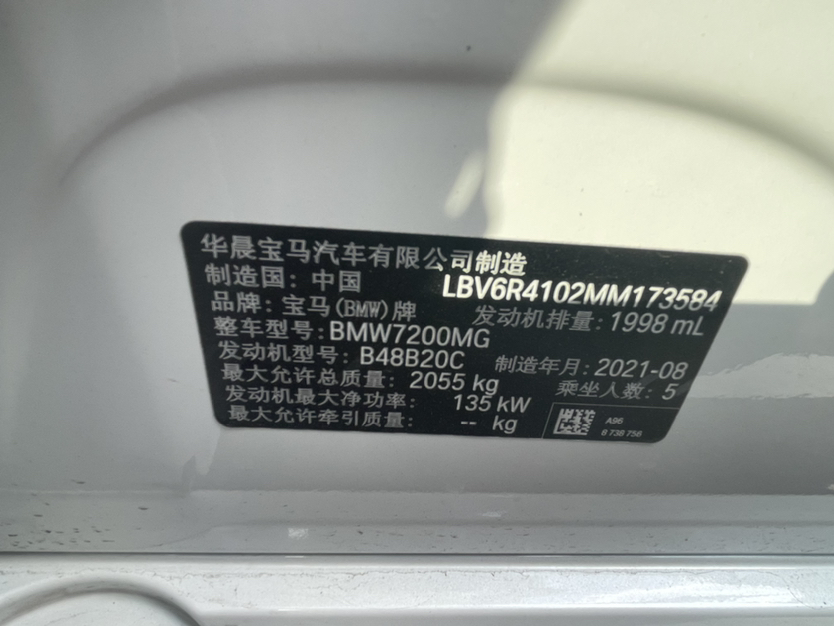 华晨宝马汽车有限公司制造
制造国：中国
LBV6R4102MM173584
品牌：宝马(BMW)牌
发动机排量：1998 mL
整车型号：BMW7200MG
发动机型号：B48B20C
制造年月：2021-08
最大允许总质量：2055 kg
乘坐人数：5
发动机最大净功率：135 kW
最大允许牵引质量：-- kg
A96
8 738 756